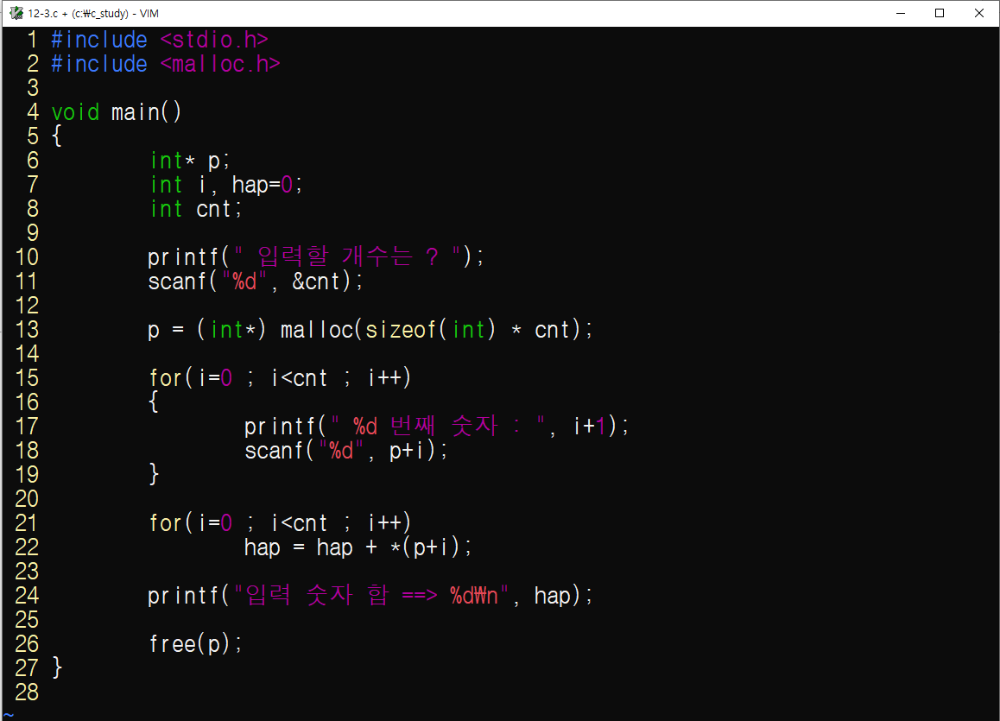 12-3.c + (c:₩c_study) - VIM
1 #include <stdio.h>
2 #include <malloc.h>
3
4 void main()
5 {
6 int* p;
7 int i, hap=0;
8 int cnt;
9
10 printf(" 입력할 개수는 ? ");
11 scanf("%d", &cnt);
12
13 p = (int*) malloc(sizeof(int) * cnt);
14
15 for(i=0 ; i<cnt ; i++)
16 {
17 printf(" %d 번째 숫자 : ", i+1);
18 scanf("%d", p+i);
19 }
20
21 for(i=0 ; i<cnt ; i++)
22 hap = hap + *(p+i);
23
24 printf("입력 숫자 합 ==> %d₩n", hap);
25
26 free(p);
27 }
28
~